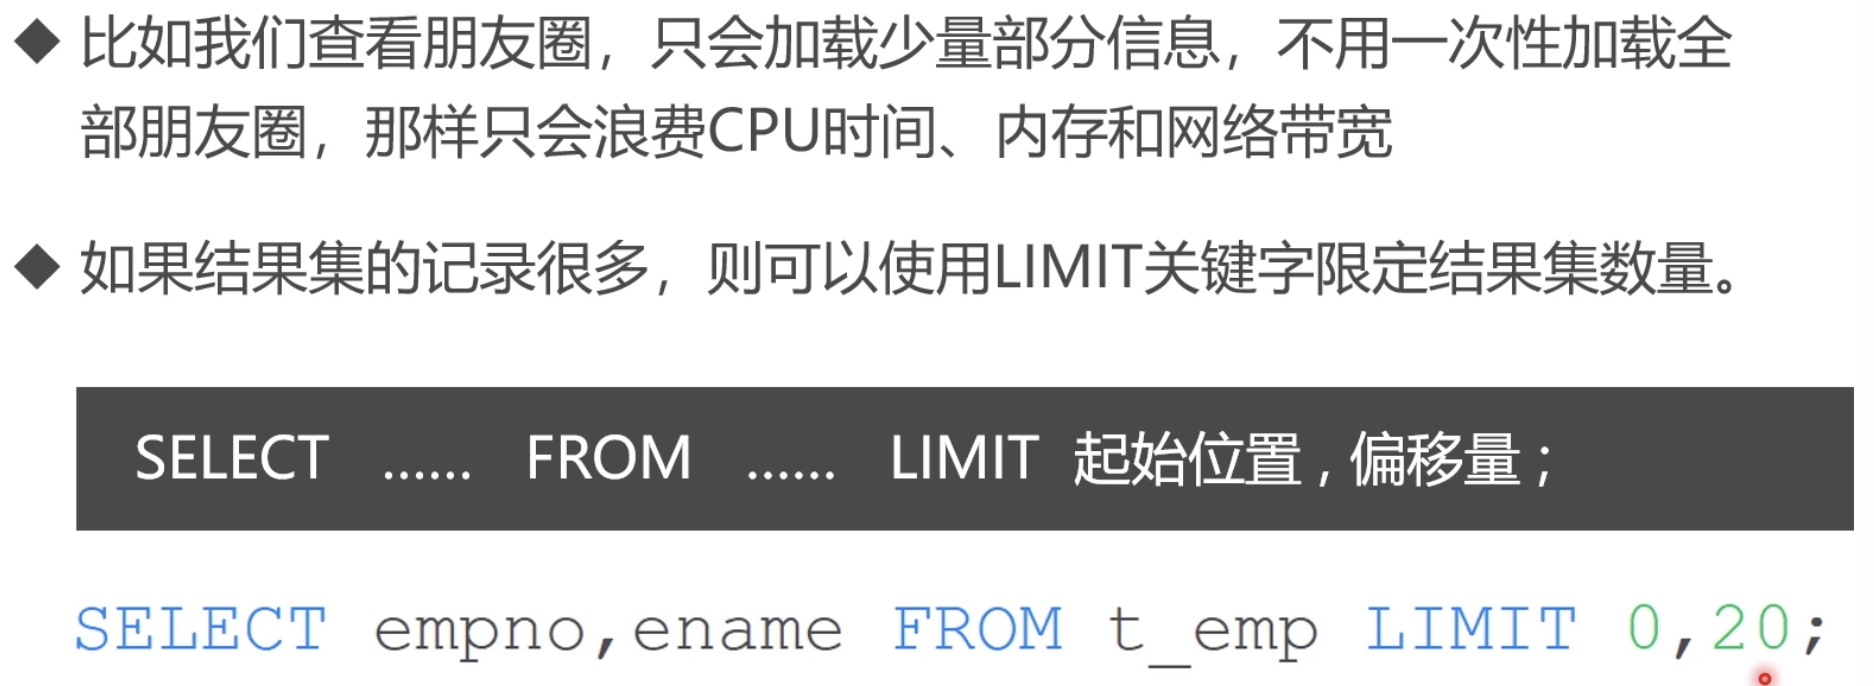 比如我们查看朋友圈，只会加载少量部分信息，不用一次性加载全
部朋友圈，那样只会浪费CPU时间、内存和网络带宽
如果结果集的记录很多，则可以使用LIMIT关键字限定结果集数量。
SELECT …… FROM …… LIMIT 起始位置 , 偏移量 ;
SELECT empno,ename FROM t_emp LIMIT 0,20;